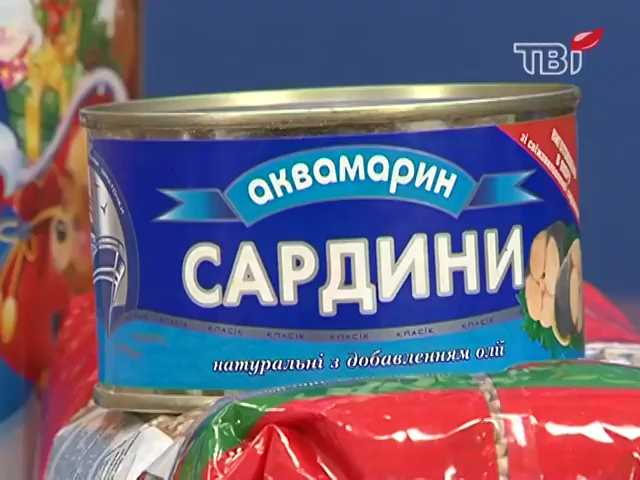 ТВі
аквамарин
САРДИНИ
КЛАСІК КЛАСІК КЛАСІК КЛАСІК КЛАСІК
натуральні з добавленням олії